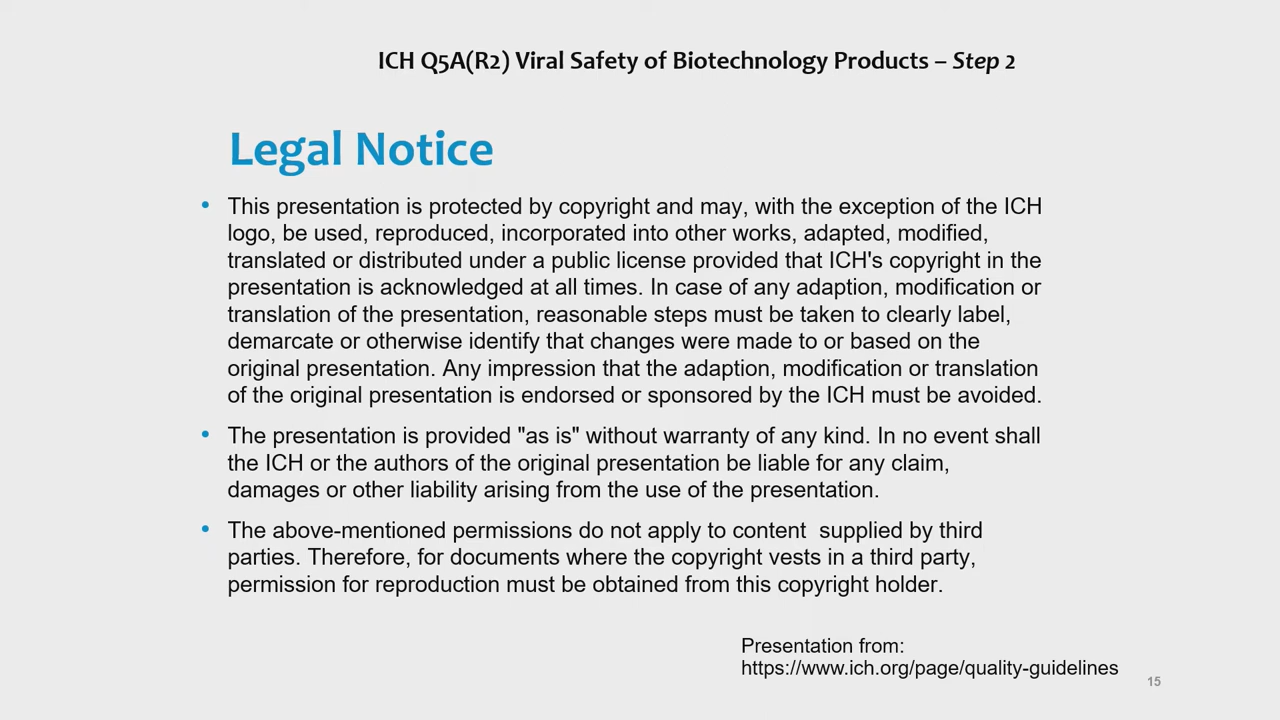 ICH Q5A(R2) Viral Safety of Biotechnology Products – Step 2
Legal Notice
• This presentation is protected by copyright and may, with the exception of the ICH
logo, be used, reproduced, incorporated into other works, adapted, modified,
translated or distributed under a public license provided that ICH's copyright in the
presentation is acknowledged at all times. In case of any adaption, modification or
translation of the presentation, reasonable steps must be taken to clearly label,
demarcate or otherwise identify that changes were made to or based on the
original presentation. Any impression that the adaption, modification or translation
of the original presentation is endorsed or sponsored by the ICH must be avoided.
• The presentation is provided "as is" without warranty of any kind. In no event shall
the ICH or the authors of the original presentation be liable for any claim,
damages or other liability arising from the use of the presentation.
• The above-mentioned permissions do not apply to content  supplied by third
parties. Therefore, for documents where the copyright vests in a third party,
permission for reproduction must be obtained from this copyright holder.
Presentation from:
https://www.ich.org/page/quality-guidelines
15